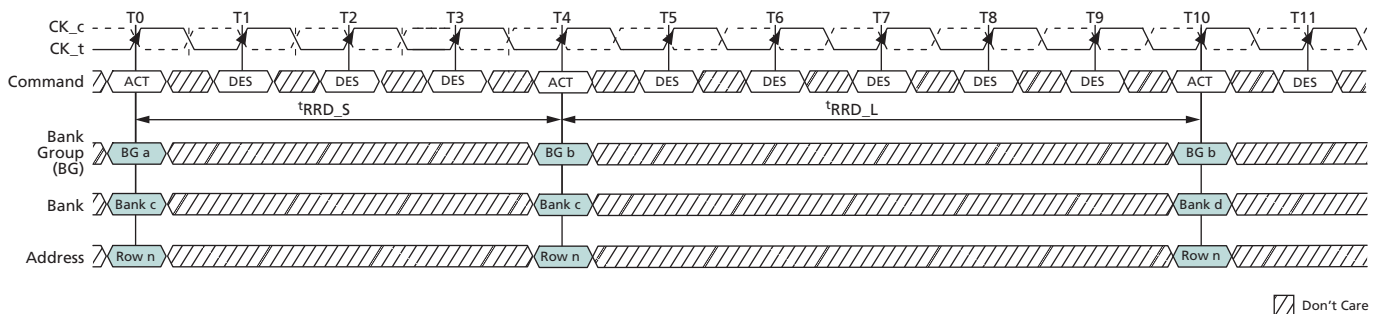 T0 T1 T2 T3 T4 T5 T6 T7 T8 T9 T10 T11
CK_c
CK_t
Command ACT DES DES DES ACT DES DES DES DES DES ACT DES
tRRD_S tRRD_L
Bank
Group
(BG)
BG a BG b BG b
Bank Bank c Bank c Bank d
Address Row n Row n Row n
Don't Care